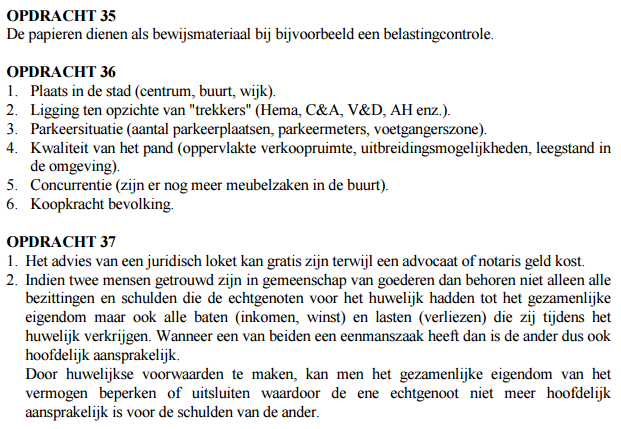 OPDRACHT 35
De papieren dienen als bewijsmateriaal bij bijvoorbeeld een belastingcontrole.
OPDRACHT 36
1. Plaats in de stad (centrum, buurt, wijk).
2. Ligging ten opzichte van "trekkers" (Hema, C&A, V&D, AH enz.).
3. Parkeersituatie (aantal parkeerplaatsen, parkeermeters, voetgangerszone).
4. Kwaliteit van het pand (oppervlakte verkoopruimte, uitbreidingsmogelijkheden, leegstand in
de omgeving).
5. Concurrentie (zijn er nog meer meubelzaken in de buurt).
6. Koopkracht bevolking.
OPDRACHT 37
1. Het advies van een juridisch loket kan gratis zijn terwijl een advocaat of notaris geld kost.
2. Indien twee mensen getrouwd zijn in gemeenschap van goederen dan behoren niet alleen alle
bezittingen en schulden die de echtgenoten voor het huwelijk hadden tot het gezamenlijke
eigendom maar ook alle baten (inkomen, winst) en lasten (verliezen) die zij tijdens het
huwelijk verkrijgen. Wanneer een van beiden een eenmanszaak heeft dan is de ander dus ook
hoofdelijk aansprakelijk.
Door huwelijkse voorwaarden te maken, kan men het gezamenlijke eigendom van het
vermogen beperken of uitsluiten waardoor de ene echtgenoot niet meer hoofdelijk
aansprakelijk is voor de schulden van de ander.